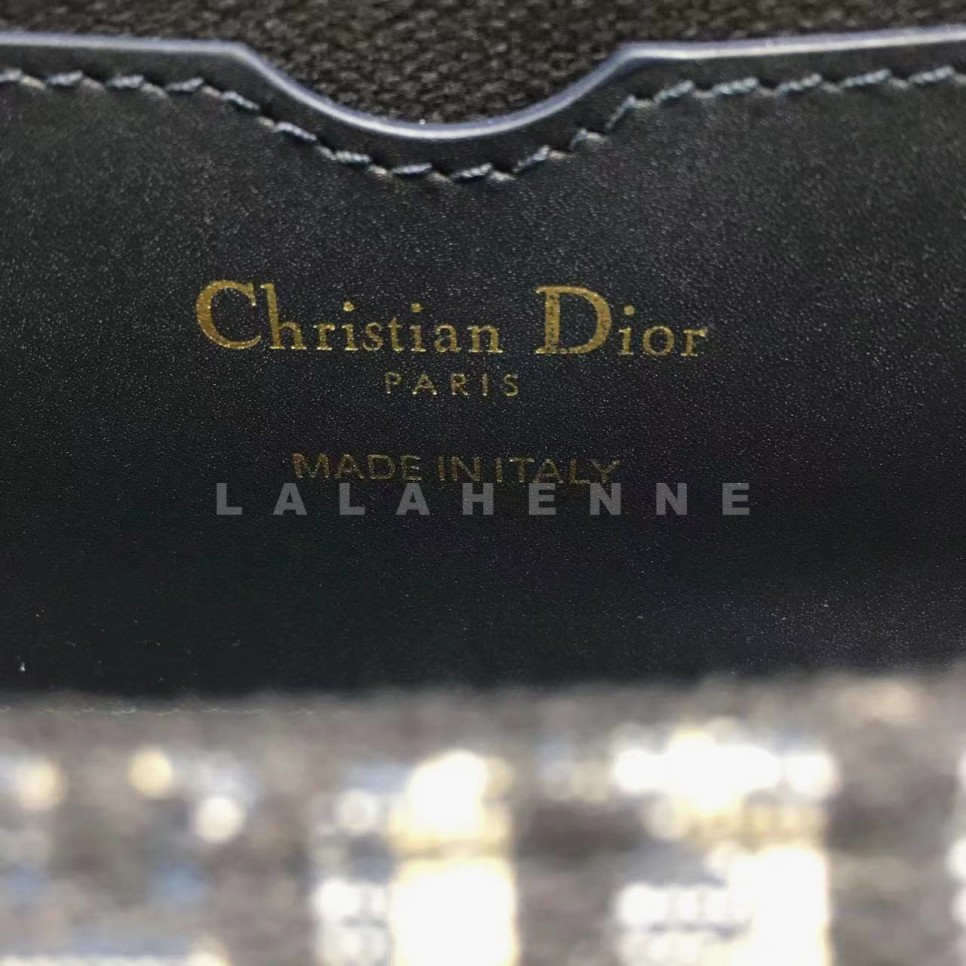 Christian Dior
PARIS
MADE IN ITALY
LALAHENNE